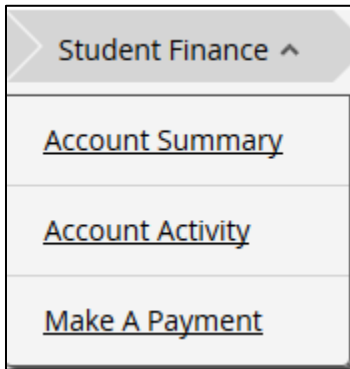 Student Finance
Account Summary
Account Activity
Make A Payment